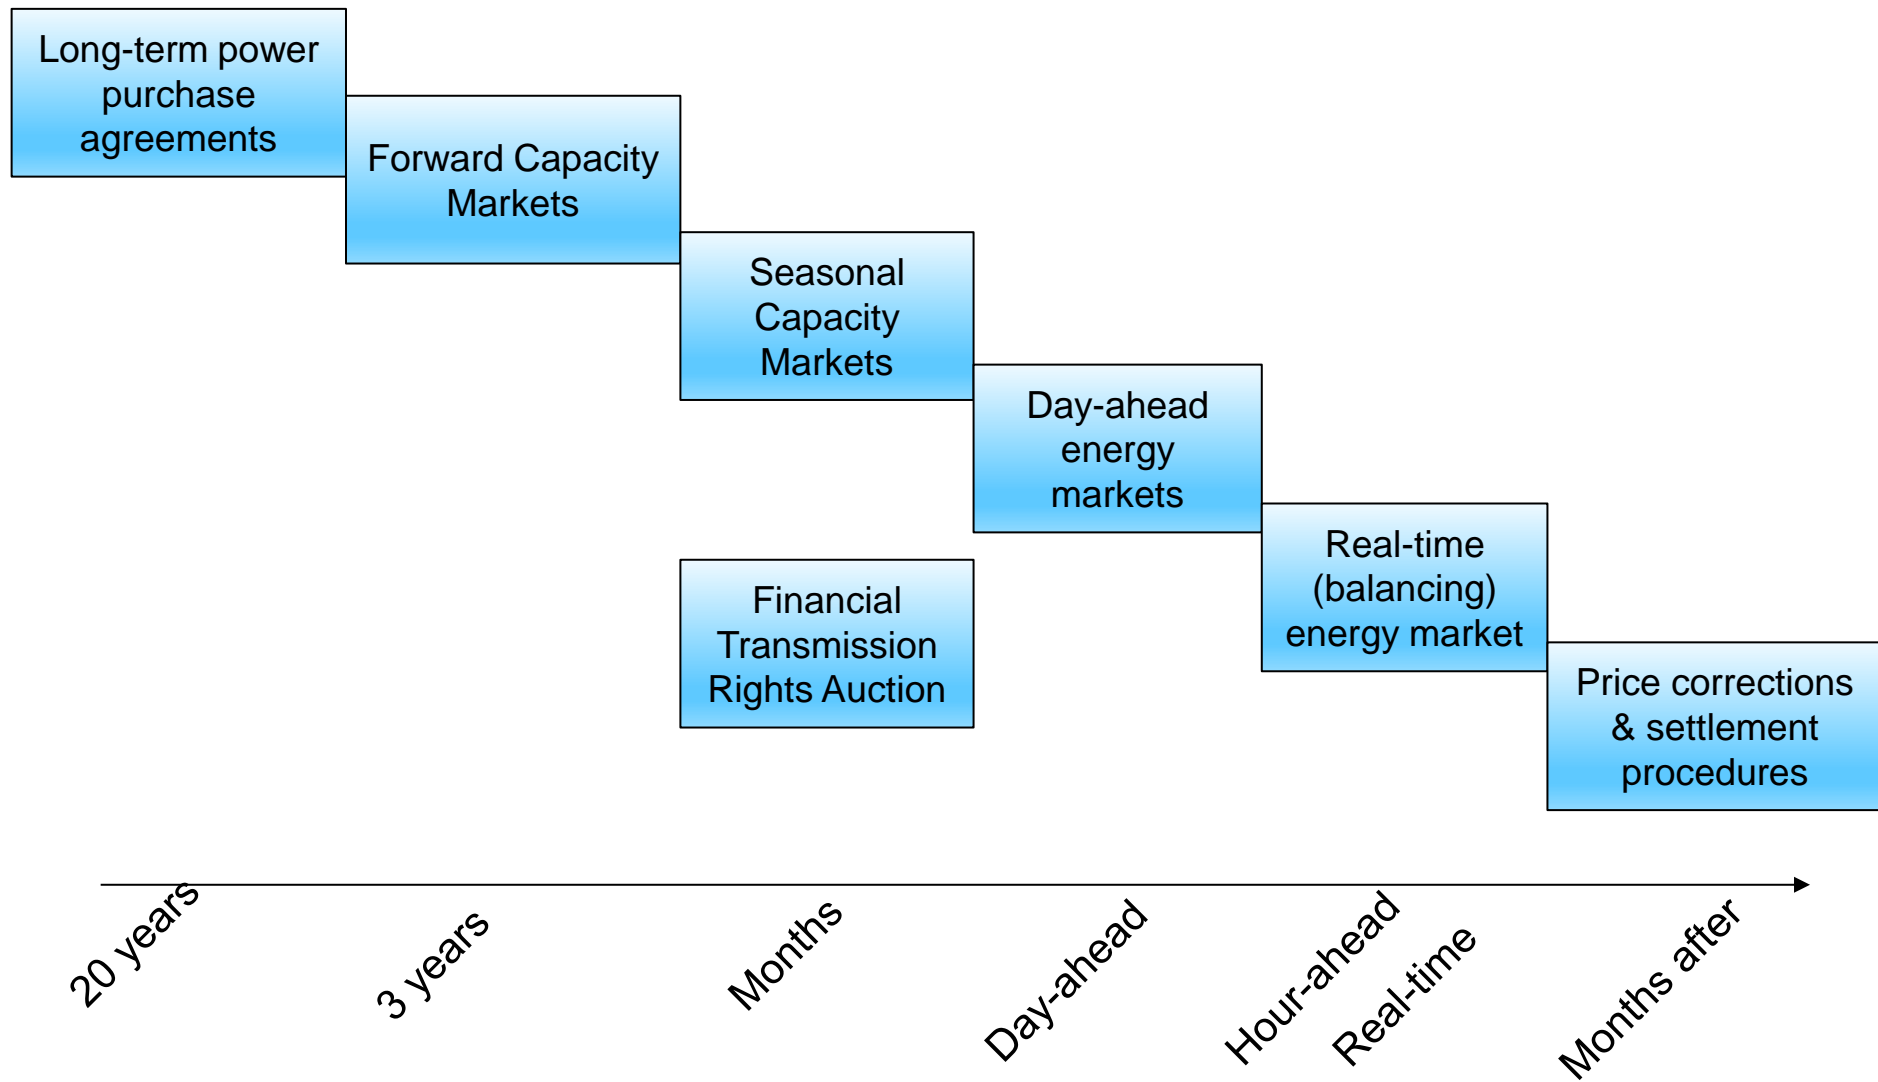 Long-term power
purchase
agreements
Forward Capacity
Markets
Seasonal
Capacity
Markets
Day-ahead
energy
markets
Real-time
(balancing)
energy market
Financial
Transmission
Rights Auction
Price corrections
& settlement
procedures
20 years
3 years
Months
Day-ahead
Hour-ahead
Real-time
Months after